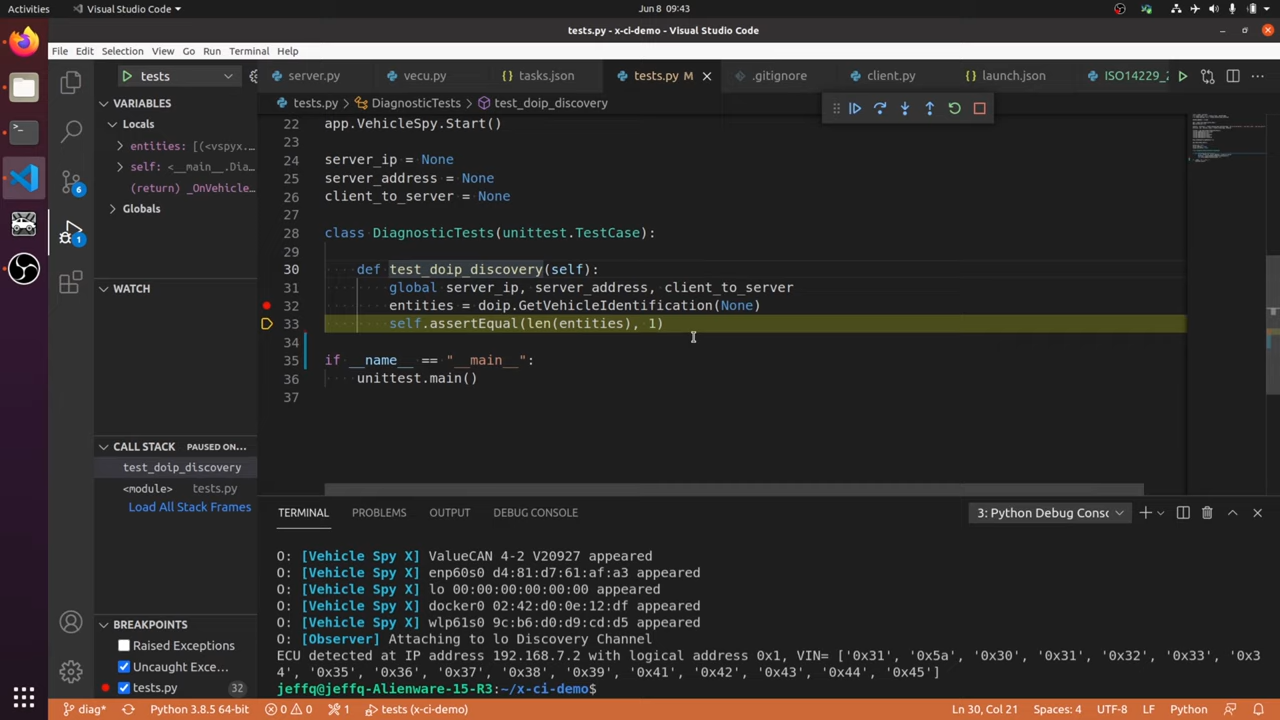 Activities
Visual Studio Code
Jun 8 09:43
tests.py - x-ci-demo - Visual Studio Code
File Edit Selection View Go Run Terminal Help
tests
server.py
vecu.py
tasks.json
tests.py M
.gitignore
client.py
launch.json
ISO14229_2
VARIABLES
Locals
entities: [(<vspyx....
self: <__main__.Dia...
(return) _OnVehicle...
Globals
WATCH
CALL STACK PAUSED ON...
test_doip_discovery
<module> tests.py
Load All Stack Frames
BREAKPOINTS
Raised Exceptions
Uncaught Exce...
tests.py 32
6
1
tests.py > DiagnosticTests > test_doip_discovery
22 app.VehicleSpy.Start()
23
24 server_ip = None
25 server_address = None
26 client_to_server = None
27
28 class DiagnosticTests(unittest.TestCase):
29
30 def test_doip_discovery(self):
31 global server_ip, server_address, client_to_server
32 entities = doip.GetVehicleIdentification(None)
33 self.assertEqual(len(entities), 1)
34
35 if __name__ == "__main__":
36 unittest.main()
37
TERMINAL PROBLEMS OUTPUT DEBUG CONSOLE
3: Python Debug Consc
O: [Vehicle Spy X] ValueCAN 4-2 V20927 appeared
O: [Vehicle Spy X] enp60s0 d4:81:d7:61:af:a3 appeared
O: [Vehicle Spy X] lo 00:00:00:00:00:00 appeared
O: [Vehicle Spy X] docker0 02:42:d0:0e:12:df appeared
O: [Vehicle Spy X] wlp61s0 9c:b6:d0:d9:cd:d5 appeared
O: [Observer] Attaching to lo Discovery Channel
ECU detected at IP address 192.168.7.2 with logical address 0x1, VIN= ['0x31', '0x5a', '0x30', '0x31', '0x32', '0x33', '0x3
4', '0x35', '0x36', '0x37', '0x38', '0x39', '0x41', '0x42', '0x43', '0x44', '0x45']
jeffq@jeffq-Alienware-15-R3:~/x-ci-demo$
diag*
Python 3.8.5 64-bit
0 0
1
tests (x-ci-demo)
Ln 30, Col 21
Spaces: 4
UTF-8
LF
Python